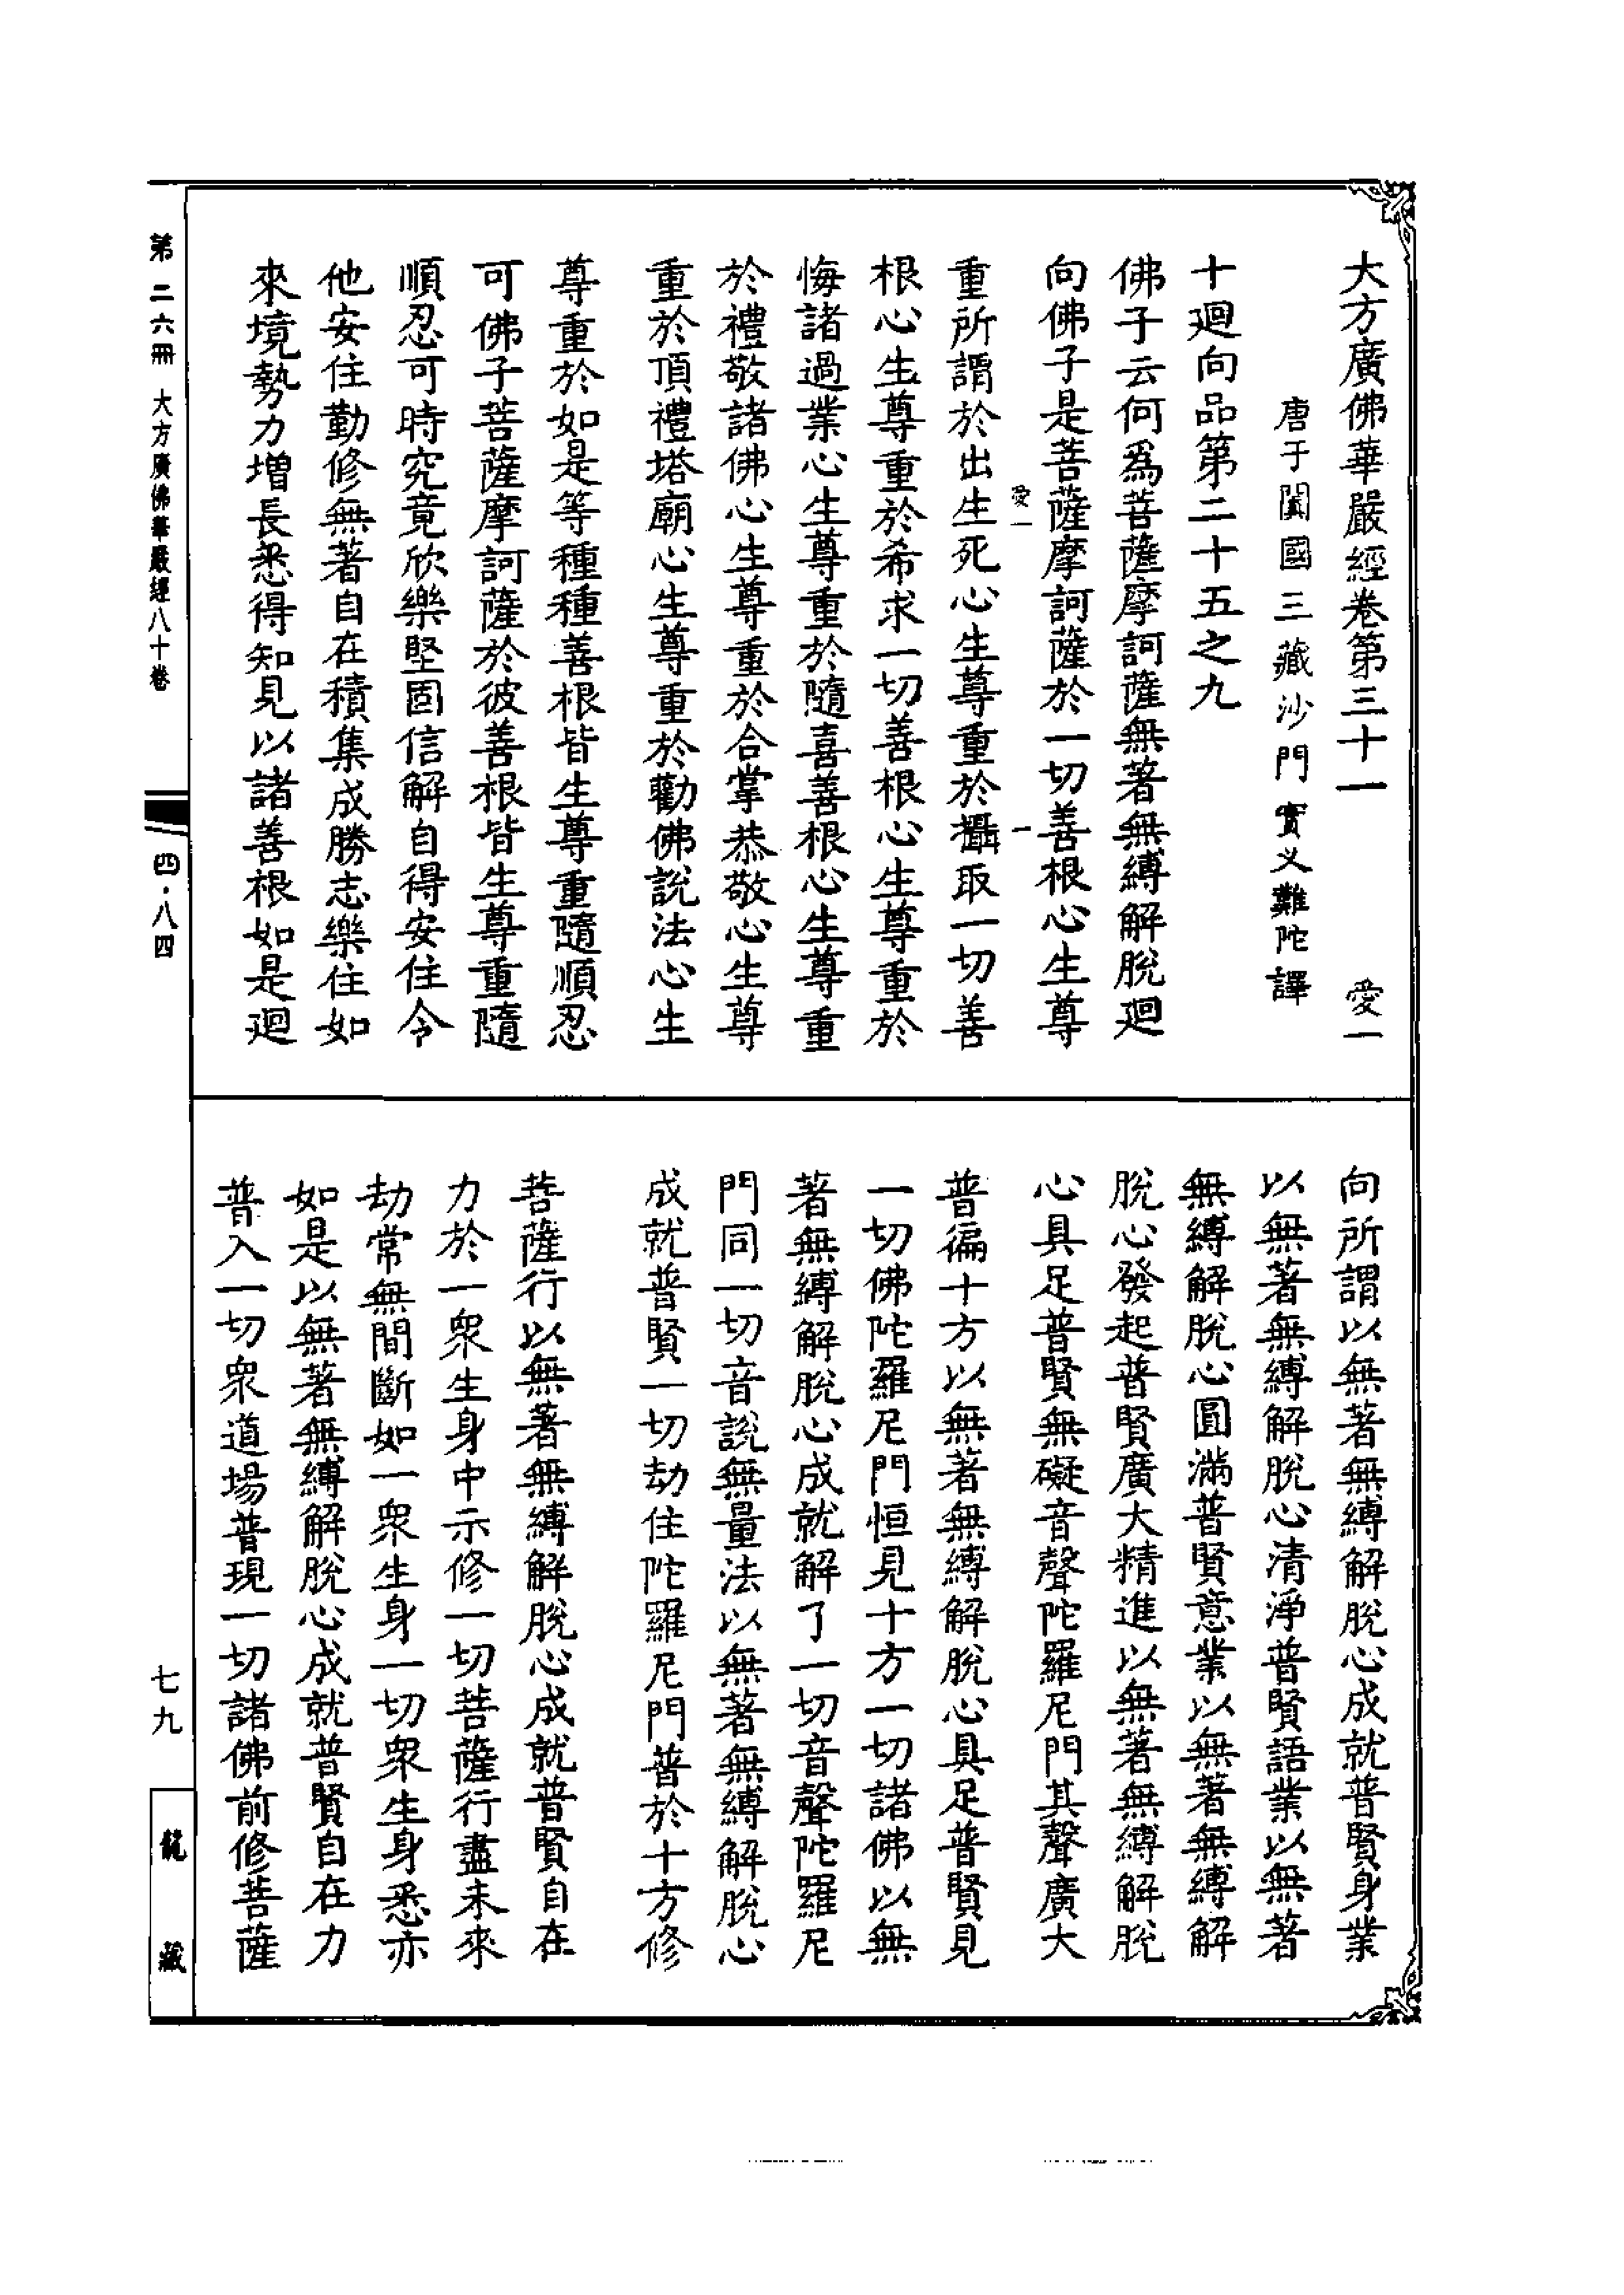 大方廣佛華嚴經卷第三十一 愛一
唐于闐國三藏沙門實叉難陀譯
十迴向品第二十五之九
佛子云何爲菩薩摩訶薩無著無縛解脫迴
向佛子是菩薩摩訶薩於一切善根心生尊
愛一 一
重所謂於出生死心生尊重於攝取一切善
根心生尊重於希求一切善根心生尊重於
悔諸過業心生尊重於隨喜善根心生尊重
於禮敬諸佛心生尊重於合掌恭敬心生尊
重於頂禮塔廟心生尊重於勸佛說法心生
尊重於如是等種種善根皆生尊重隨順忍
可佛子菩薩摩訶薩於彼善根皆生尊重隨
順忍可時究竟欣樂堅固信解自得安住令
他安住勤修無著自在積集成勝志樂住如
來境勢力增長悉得知見以諸善根如是迴
向所謂以無著無縛解脫心成就普賢身業
以無著無縛解脫心清淨普賢語業以無著
無縛解脫心圓滿普賢意業以無著無縛解
脫心發起普賢廣大精進以無著無縛解脫
心具足普賢無礙音聲陀羅尼門其聲廣大
普徧十方以無著無縛解脫心具足普賢見
一切佛陀羅尼門恒見十方一切諸佛以無
著無縛解脫心成就解了一切音聲陀羅尼
門同一切音說無量法以無著無縛解脫心
成就普賢一切劫住陀羅尼門普於十方修
菩薩行以無著無縛解脫心成就普賢自在
力於一衆生身中示修一切菩薩行盡未來
劫常無間斷如一衆生身一切衆生身悉亦
如是以無著無縛解脫心成就普賢自在力
普入一切衆道場普現一切諸佛前修菩薩
第二六冊 大方廣佛華嚴經八十卷
四·八四
七九
龍藏